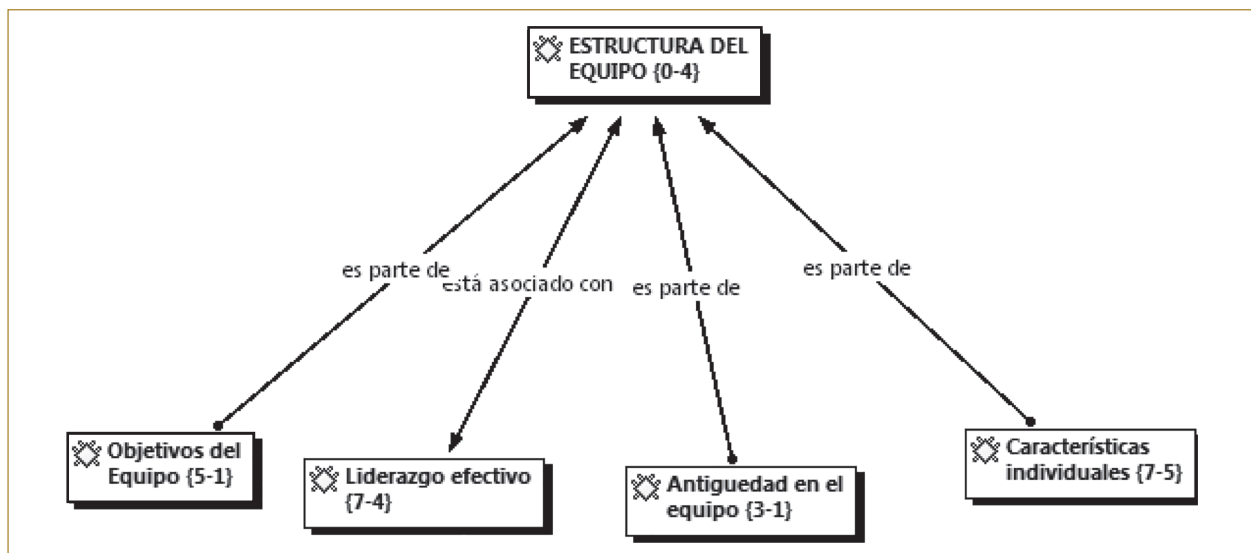 ESTRUCTURA DEL
EQUIPO {0-4}
es parte de
está asociado con
es parte de
es parte de
Objetivos del
Equipo {5-1}
Liderazgo efectivo
{7-4}
Antiguedad en el
equipo {3-1}
Características
individuales {7-5}